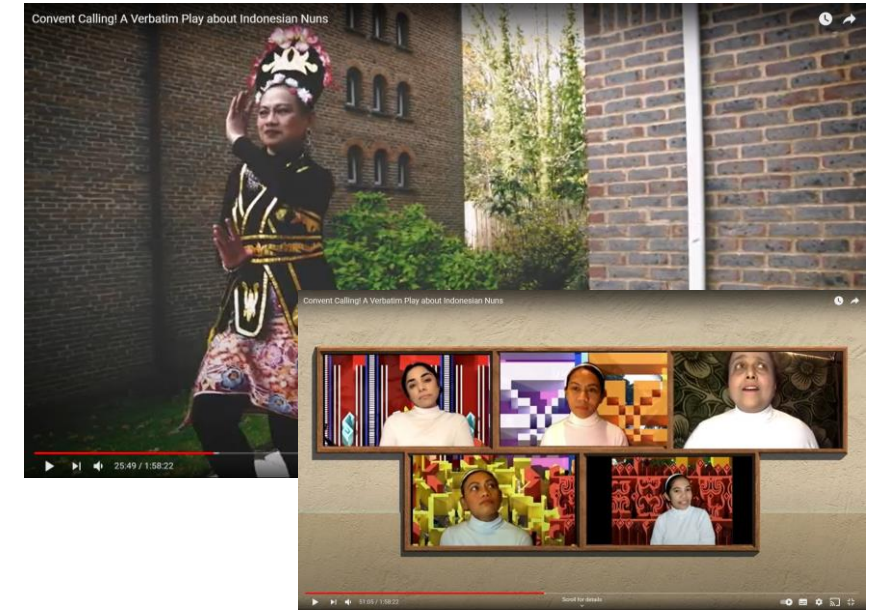 Convent Calling! A Verbatim Play about Indonesian Nuns
25:49 / 1:58:22
Convent Calling! A Verbatim Play about Indonesian Nuns
51:05 / 1:58:22
Scroll for details